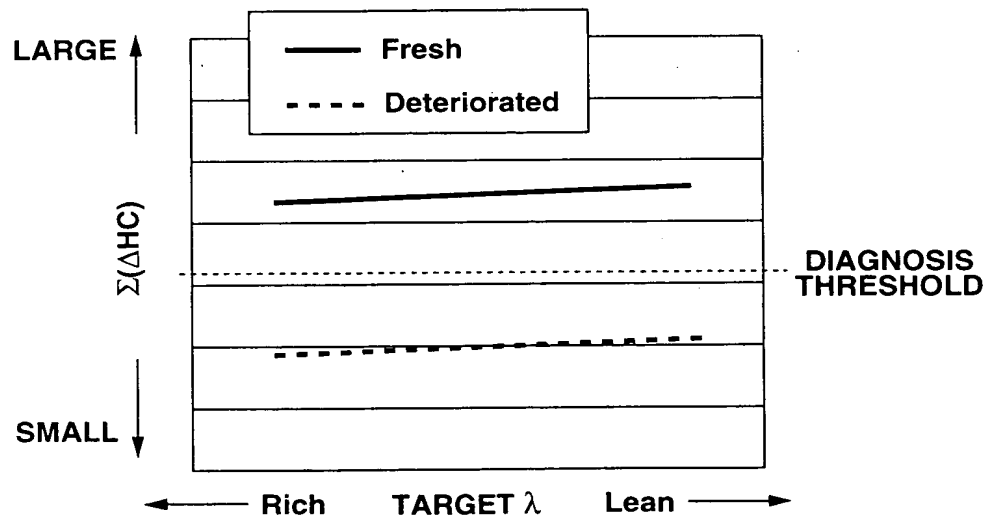 LARGE
Fresh
Deteriorated
Σ(ΔHC)
DIAGNOSIS
THRESHOLD
SMALL
Rich TARGET λ Lean